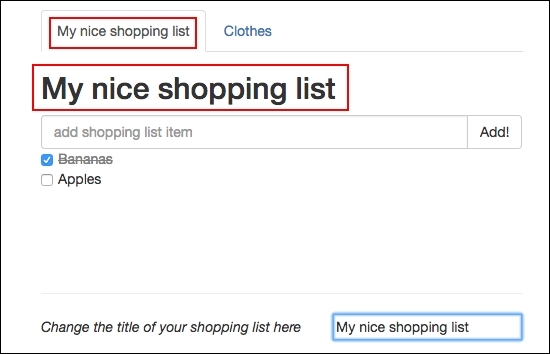 My nice shopping list Clothes
My nice shopping list
add shopping list item Add!
Bananas
Apples
Change the title of your shopping list here My nice shopping list